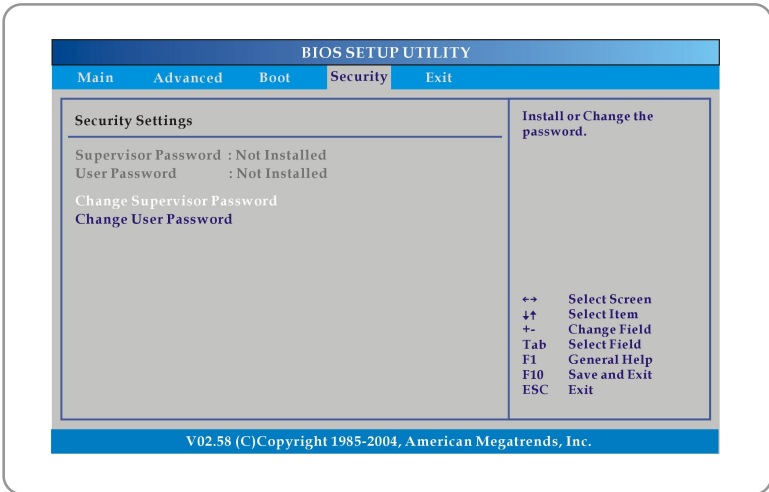 BIOS SETUP UTILITY
Main Advanced Boot Security Exit
Security Settings
Supervisor Password : Not Installed
User Password : Not Installed
Change Supervisor Password
Change User Password
Install or Change the
password.
←→ Select Screen
↓↑ Select Item
+- Change Field
Tab Select Field
F1 General Help
F10 Save and Exit
ESC Exit
V02.58 (C)Copyright 1985-2004, American Megatrends, Inc.